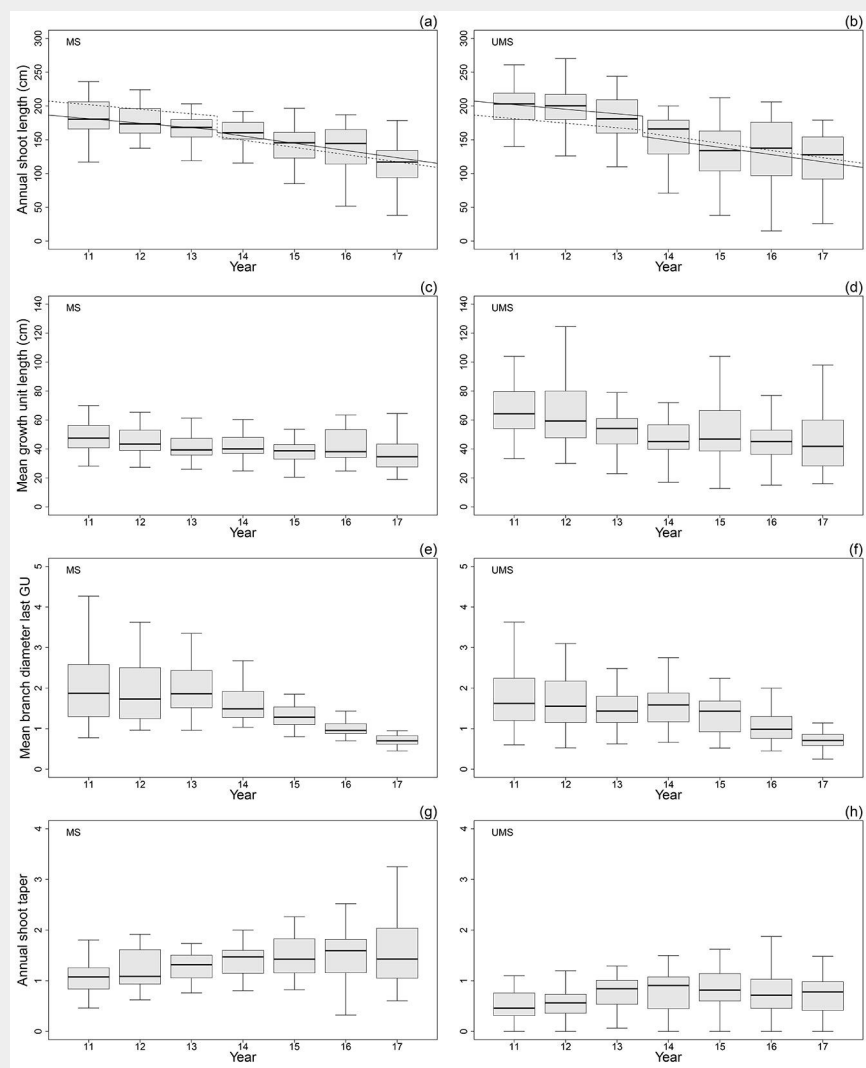 (a)
MS
Annual shoot length (cm)
0 50 100 150 200 250 300
11 12 13 14 15 16 17
Year
(b)
UMS
0 50 100 150 200 250 300
11 12 13 14 15 16 17
Year
(c)
MS
Mean growth unit length (cm)
0 20 40 60 80 100 120 140
11 12 13 14 15 16 17
Year
(d)
UMS
0 20 40 60 80 100 120 140
11 12 13 14 15 16 17
Year
(e)
MS
Mean branch diameter last GU
0 1 2 3 4 5
11 12 13 14 15 16 17
Year
(f)
UMS
0 1 2 3 4 5
11 12 13 14 15 16 17
Year
(g)
MS
Annual shoot taper
0 1 2 3 4
11 12 13 14 15 16 17
Year
(h)
UMS
0 1 2 3 4
11 12 13 14 15 16 17
Year